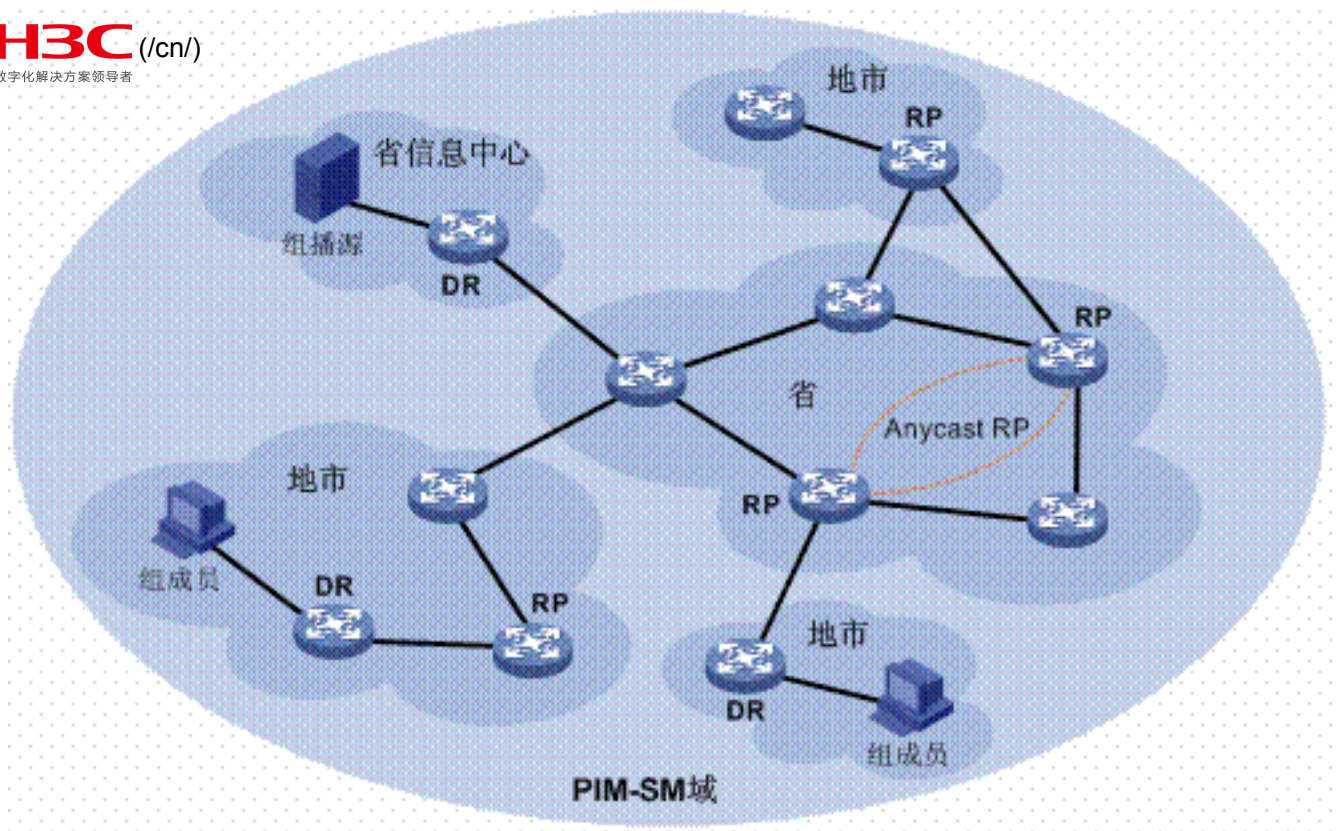 H3C (/cn/)
数字化解决方案领导者
地市
RP
省信息中心
组播源
DR
RP
省
Anycast RP
地市
RP
组成员
DR
RP
地市
DR
组成员
PIM-SM域